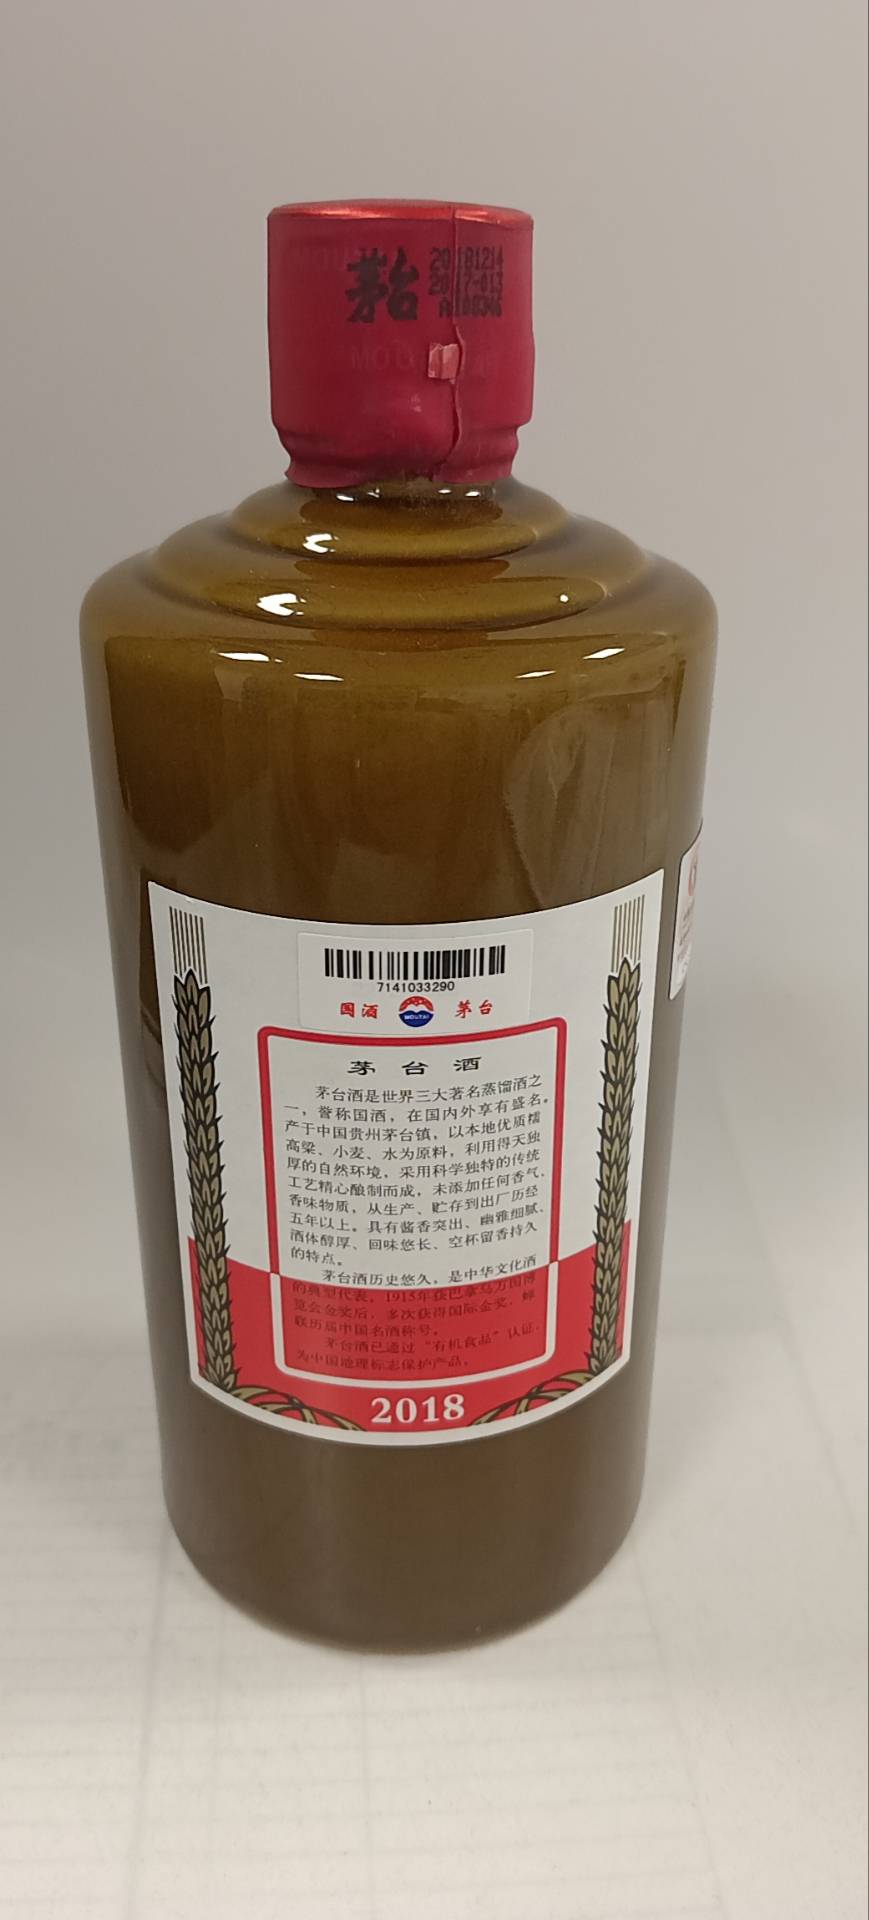 茅台
20181214
2017-013
A108346
MOU
7141033290
国酒 MOUTAI 茅台
茅台酒
茅台酒是世界三大著名蒸馏酒之
一，誉称国酒，在国内外享有盛名。
产于中国贵州茅台镇，以本地优质糯
高粱、小麦、水为原料，利用得天独
厚的自然环境，采用科学独特的传统
工艺精心酿制而成，未添加任何香气、
香味物质，从生产、贮存到出厂历经
五年以上。具有酱香突出、幽雅细腻、
酒体醇厚、回味悠长、空杯留香持久
的特点。
茅台酒历史悠久，是中华文化酒
的典型代表。1915年获巴拿马万国博
览会金奖后，多次获得国际金奖，蝉
联历届中国名酒称号。
茅台酒已通过“有机食品”认证，
为中国地理标志保护产品。
2018